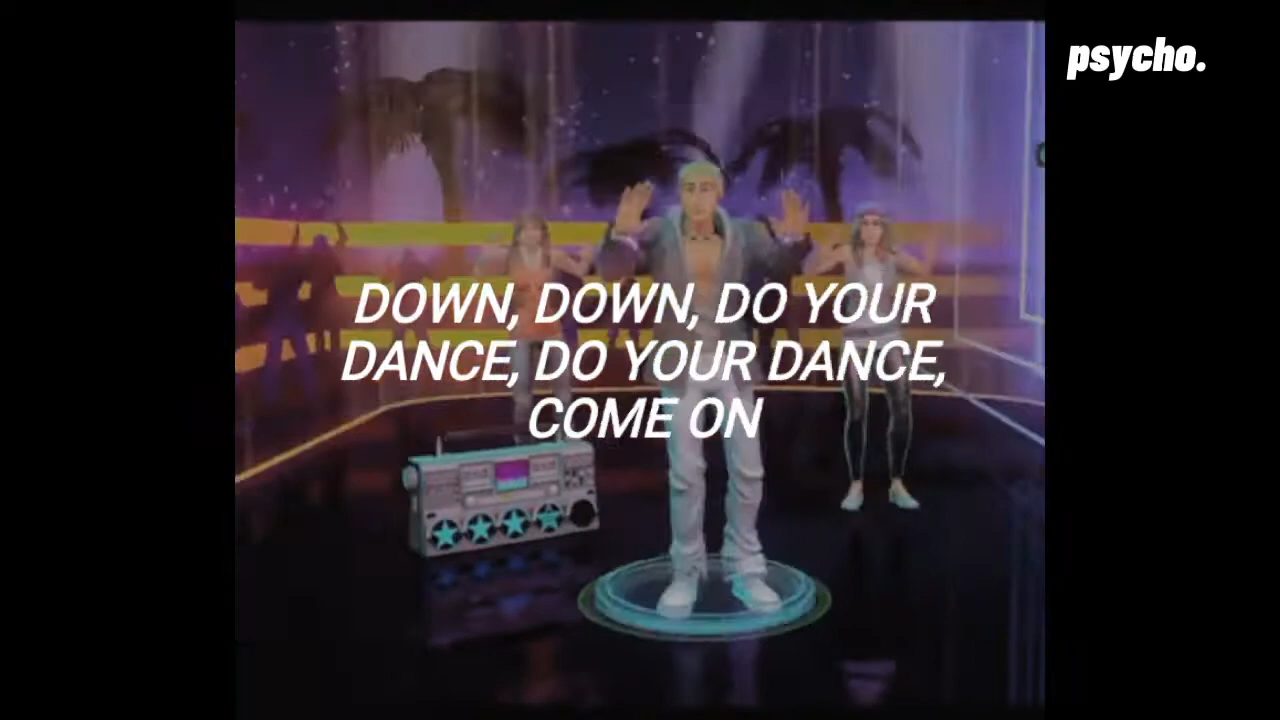 psycho.
DOWN, DOWN, DO YOUR
DANCE, DO YOUR DANCE,
COME ON